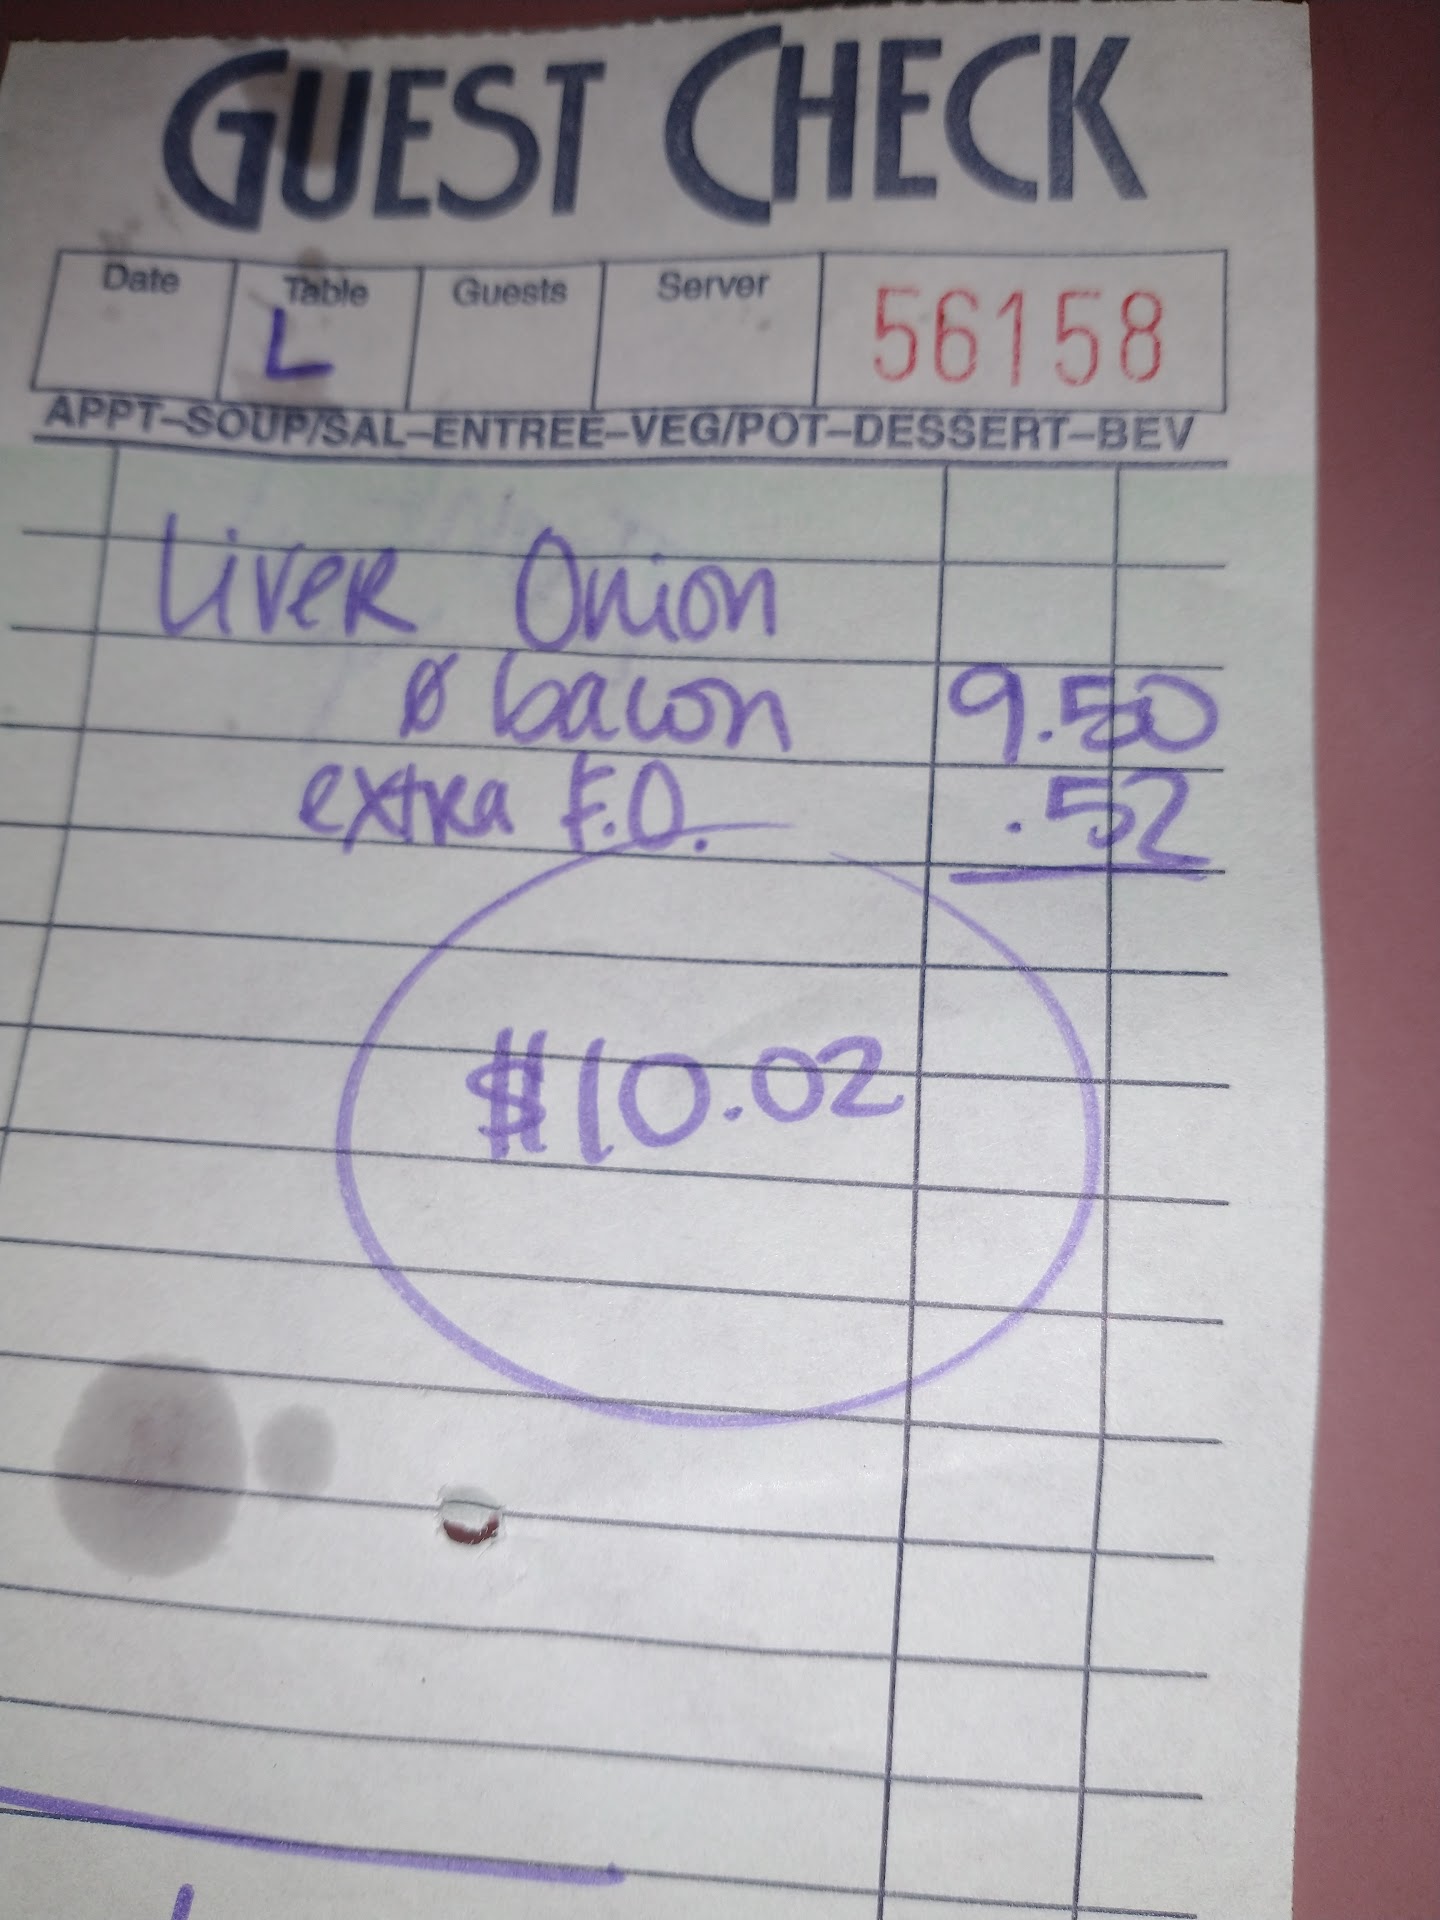 GUEST CHECK
Date Table Guests Server 56158
L
APPT–SOUP/SAL–ENTREE–VEG/POT–DESSERT–BEV
Liver Onion
Ø bacon 9.50
extra F.O. .52
$10.02